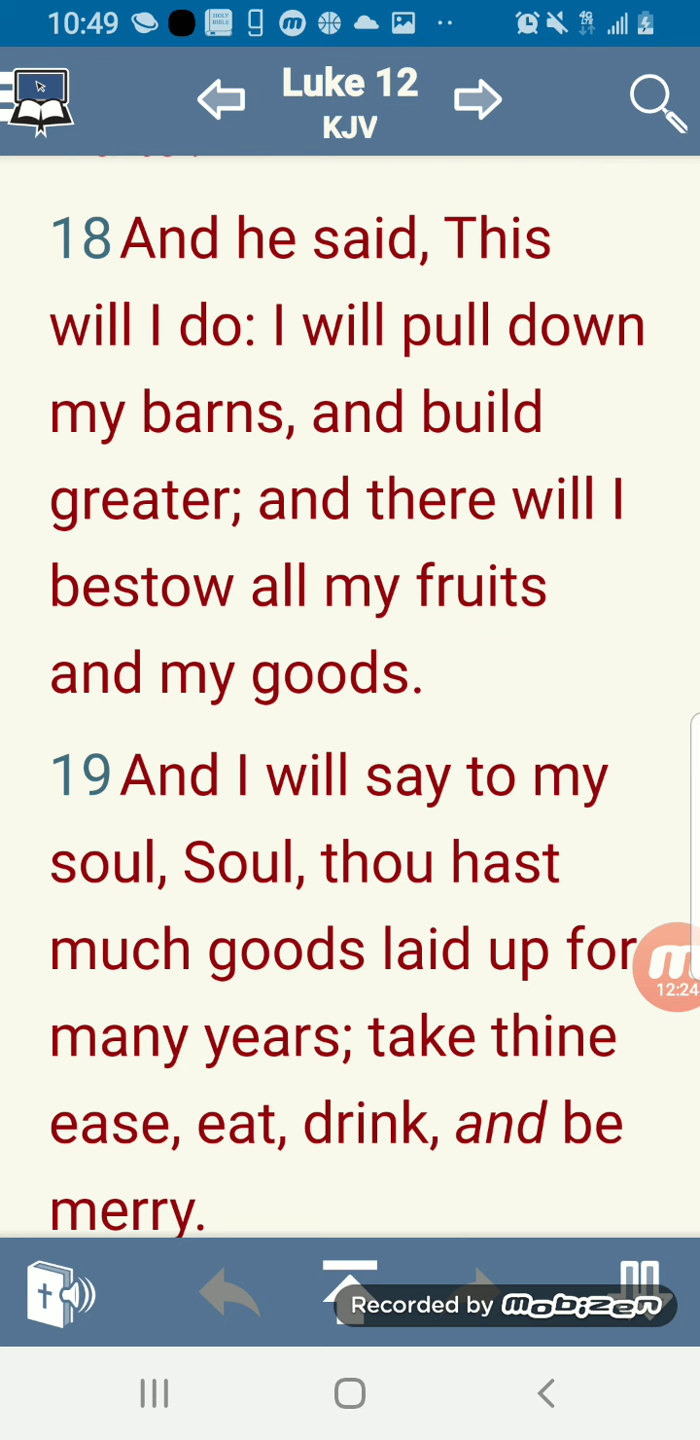 10:49
Luke 12
KJV
18 And he said, This
will I do: I will pull down
my barns, and build
greater; and there will I
bestow all my fruits
and my goods.
19 And I will say to my
soul, Soul, thou hast
much goods laid up for
many years; take thine
ease, eat, drink, and be
merry.
12:24
Recorded by mobizen